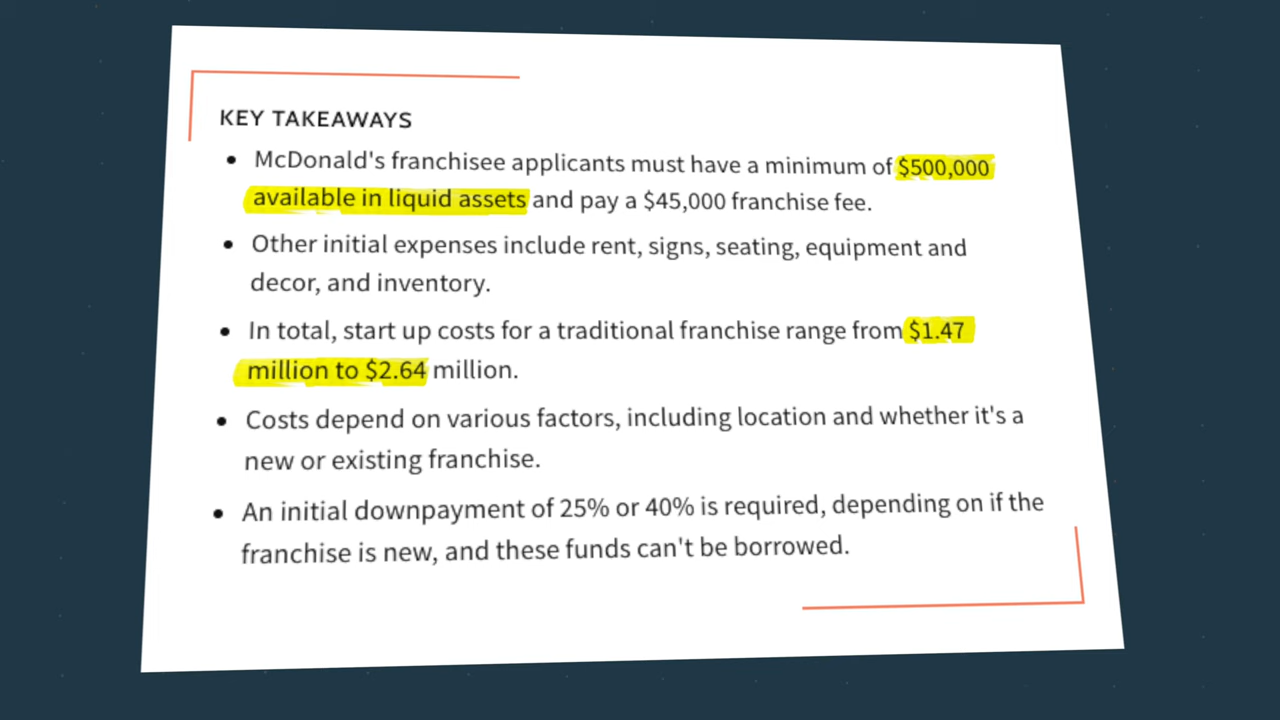 KEY TAKEAWAYS
• McDonald's franchisee applicants must have a minimum of $500,000
available in liquid assets and pay a $45,000 franchise fee.
• Other initial expenses include rent, signs, seating, equipment and
decor, and inventory.
• In total, start up costs for a traditional franchise range from $1.47
million to $2.64 million.
• Costs depend on various factors, including location and whether it's a
new or existing franchise.
• An initial downpayment of 25% or 40% is required, depending on if the
franchise is new, and these funds can't be borrowed.